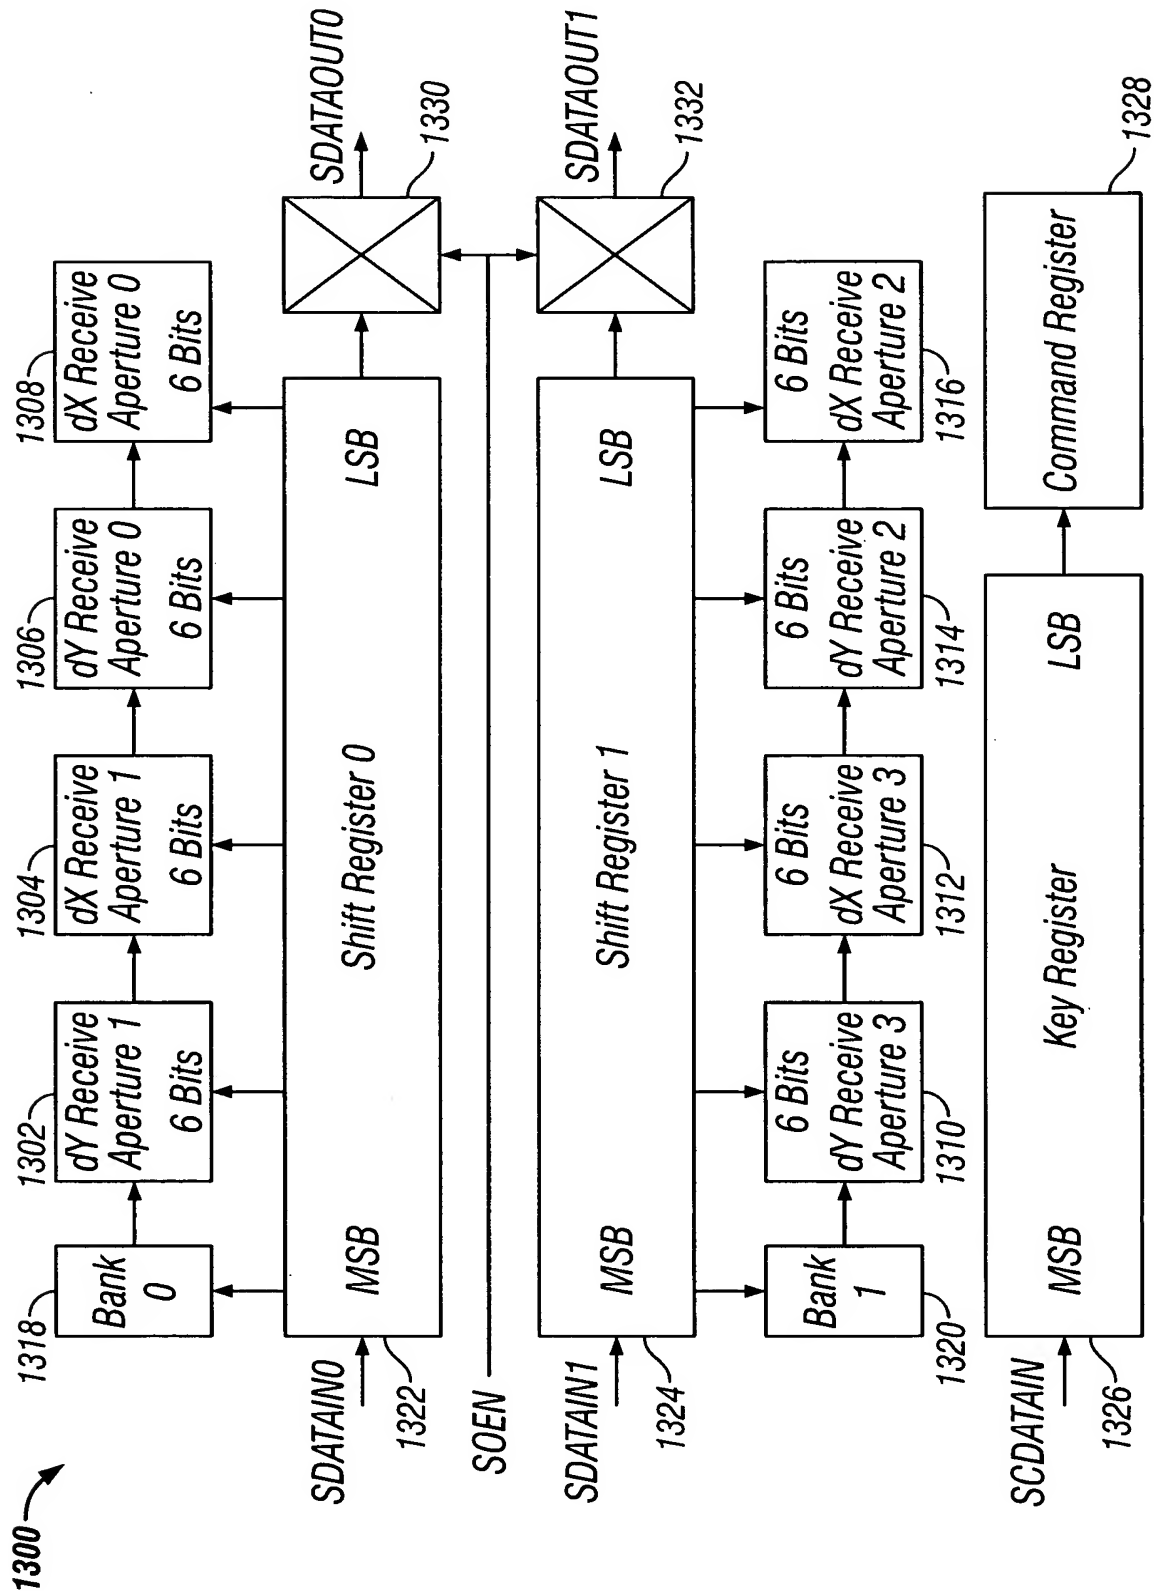 1300
1318
1302
1304
1306
1308
Bank
0
dY Receive
Aperture 1
6 Bits
dX Receive
Aperture 1
6 Bits
dY Receive
Aperture 0
6 Bits
dX Receive
Aperture 0
6 Bits
SDATAIN0
MSB
Shift Register 0
LSB
SDATAOUT0
1322
1330
SOEN
SDATAIN1
MSB
Shift Register 1
LSB
SDATAOUT1
1324
1332
Bank
1
6 Bits
dY Receive
Aperture 3
6 Bits
dX Receive
Aperture 3
6 Bits
dY Receive
Aperture 2
6 Bits
dX Receive
Aperture 2
1320
1310
1312
1314
1316
SCDATAIN
MSB
Key Register
LSB
Command Register
1326
1328